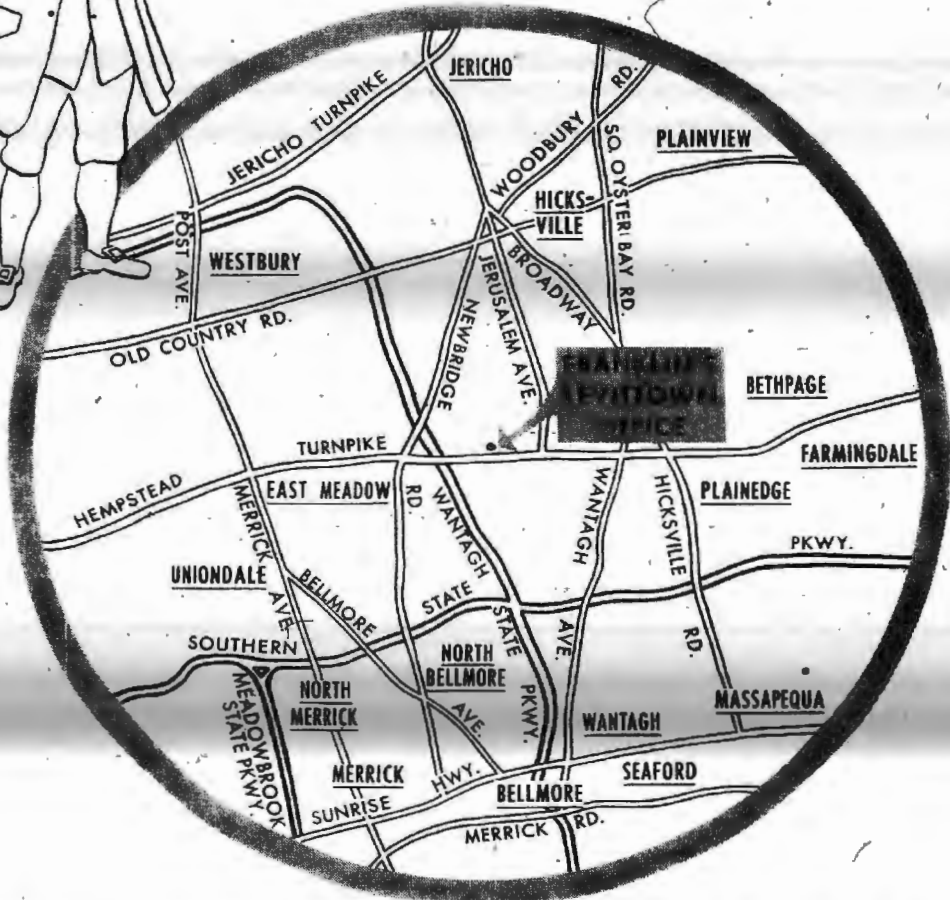 JERICHO
JERICHO TURNPIKE
WOODBURY RD.
SO. OYSTER BAY RD.
PLAINVIEW
HICKS-
VILLE
POST AVE.
WESTBURY
BROADWAY
JERUSALEM AVE.
NEWBRIDGE
RD
OLD COUNTRY RD.
FRANKLIN'S
LEVITTOWN
OFFICE
BETHPAGE
HEMPSTEAD TURNPIKE
FARMINGDALE
EAST MEADOW
PLAINEDGE
MERRICK
AVE.
WANTAGH
STATE
PKWY.
WANTAGH
AVE.
HICKSVILLE
RD.
UNIONDALE
BELLMORE
AVE.
SOUTHERN STATE PKWY.
NORTH
BELLMORE
MEADOWBROOK
STATE PKWY.
NORTH
MERRICK
MASSAPEQUA
WANTAGH
MERRICK
SEAFORD
BELLMORE
SUNRISE HWY.
MERRICK RD.